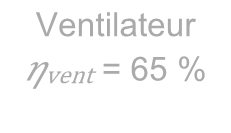 Ventilateur
ηvent = 65 %